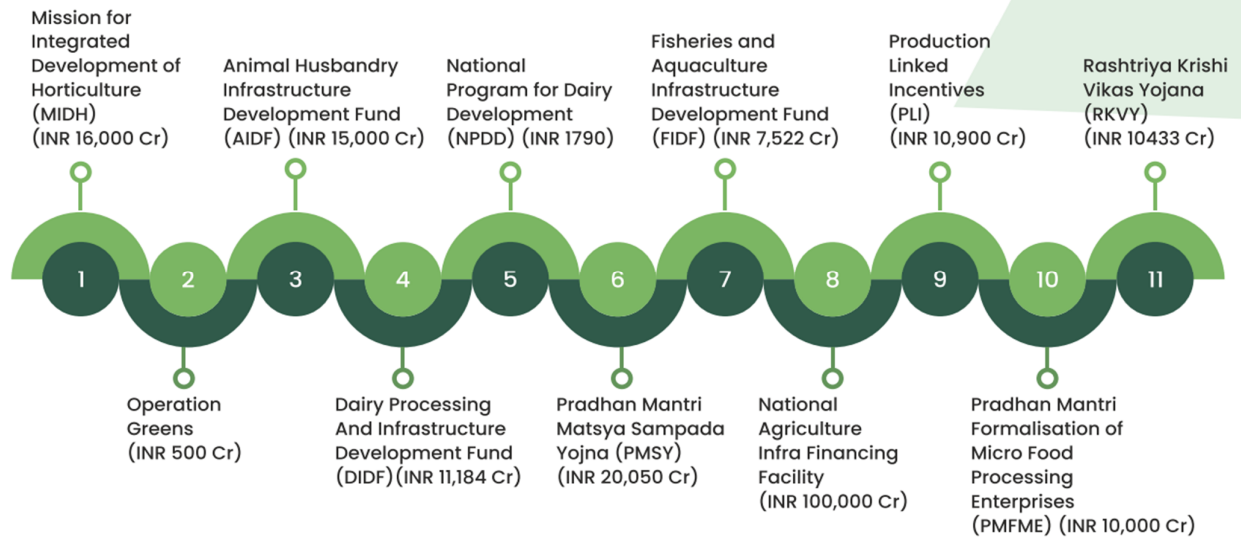 Mission for
Integrated
Development of
Horticulture
(MIDH)
(INR 16,000 Cr)
Animal Husbandry
Infrastructure
Development Fund
(AIDF) (INR 15,000 Cr)
National
Program for Dairy
Development
(NPDD) (INR 1790)
Fisheries and
Aquaculture
Infrastructure
Development Fund
(FIDF) (INR 7,522 Cr)
Production
Linked
Incentives
(PLI)
(INR 10,900 Cr)
Rashtriya Krishi
Vikas Yojana
(RKVY)
(INR 10433 Cr)
1
2
3
4
5
6
7
8
9
10
11
Operation
Greens
(INR 500 Cr)
Dairy Processing
And Infrastructure
Development Fund
(DIDF)(INR 11,184 Cr)
Pradhan Mantri
Matsya Sampada
Yojna (PMSY)
(INR 20,050 Cr)
National
Agriculture
Infra Financing
Facility
(INR 100,000 Cr)
Pradhan Mantri
Formalisation of
Micro Food
Processing
Enterprises
(PMFME) (INR 10,000 Cr)